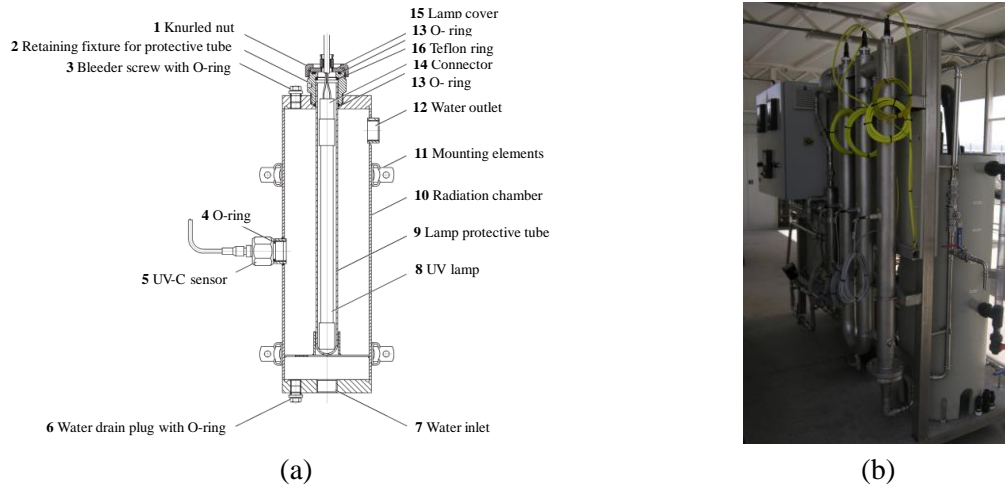 15 Lamp cover
1 Knurled nut
13 O- ring
2 Retaining fixture for protective tube
16 Teflon ring
3 Bleeder screw with O-ring
14 Connector
13 O- ring
12 Water outlet
11 Mounting elements
10 Radiation chamber
4 O-ring
9 Lamp protective tube
8 UV lamp
5 UV-C sensor
6 Water drain plug with O-ring
7 Water inlet
(a)
(b)